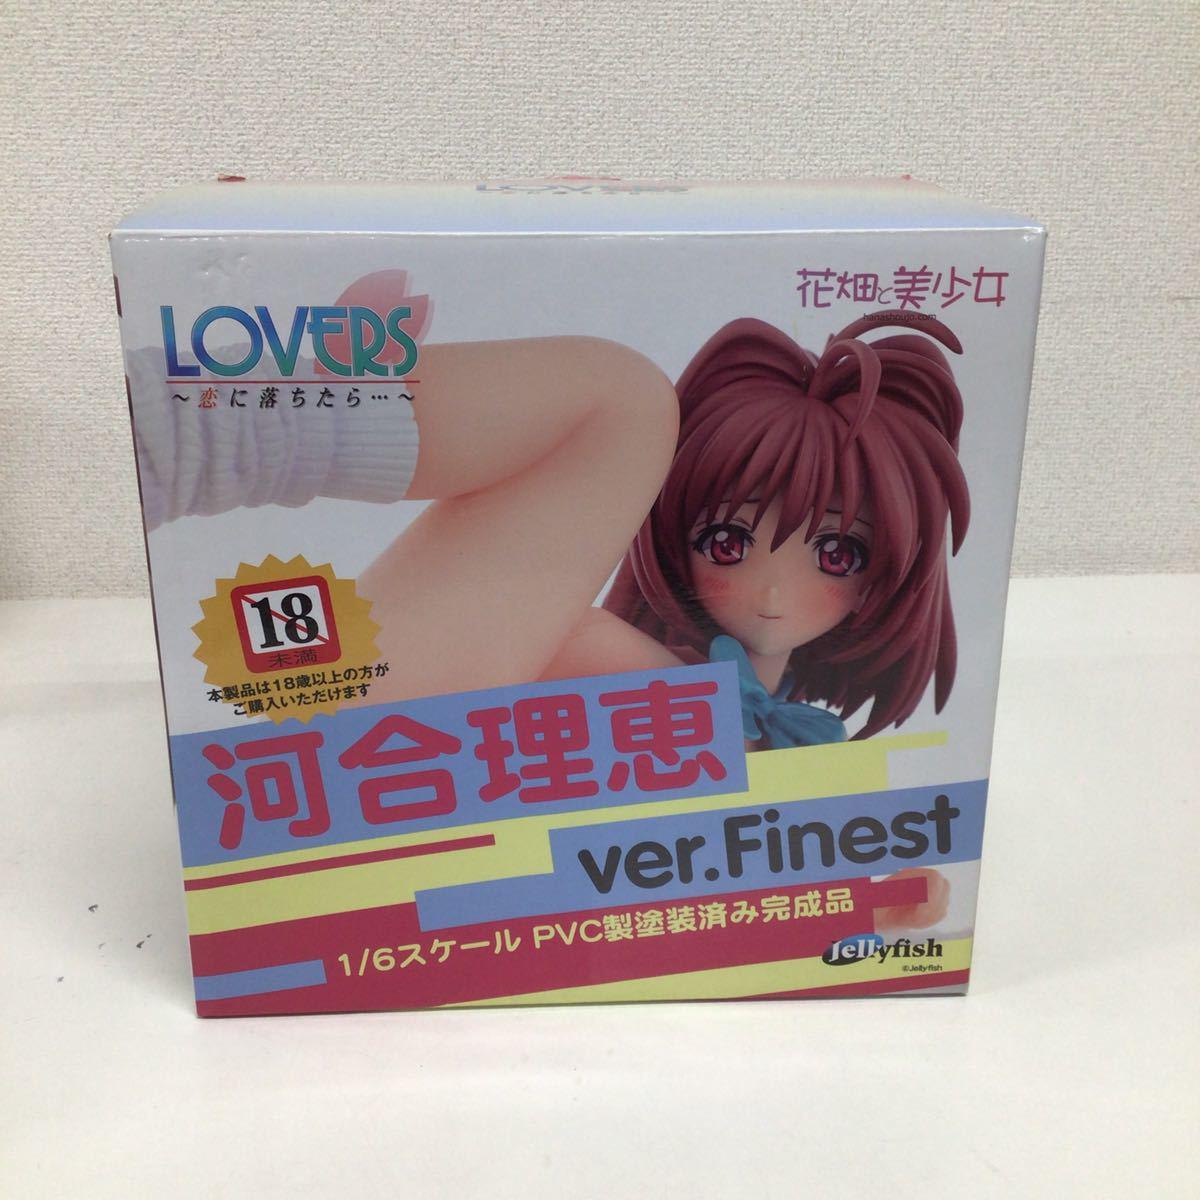 LOVERS
LOVERS
～恋に落ちたら…～
花畑と美少女
hanashoujo.com
18
未満
本製品は18歳以上の方が
ご購入いただけます
河合理恵
ver.Finest
1/6スケール PVC製塗装済み完成品
Jellyfish
©Jellyfish